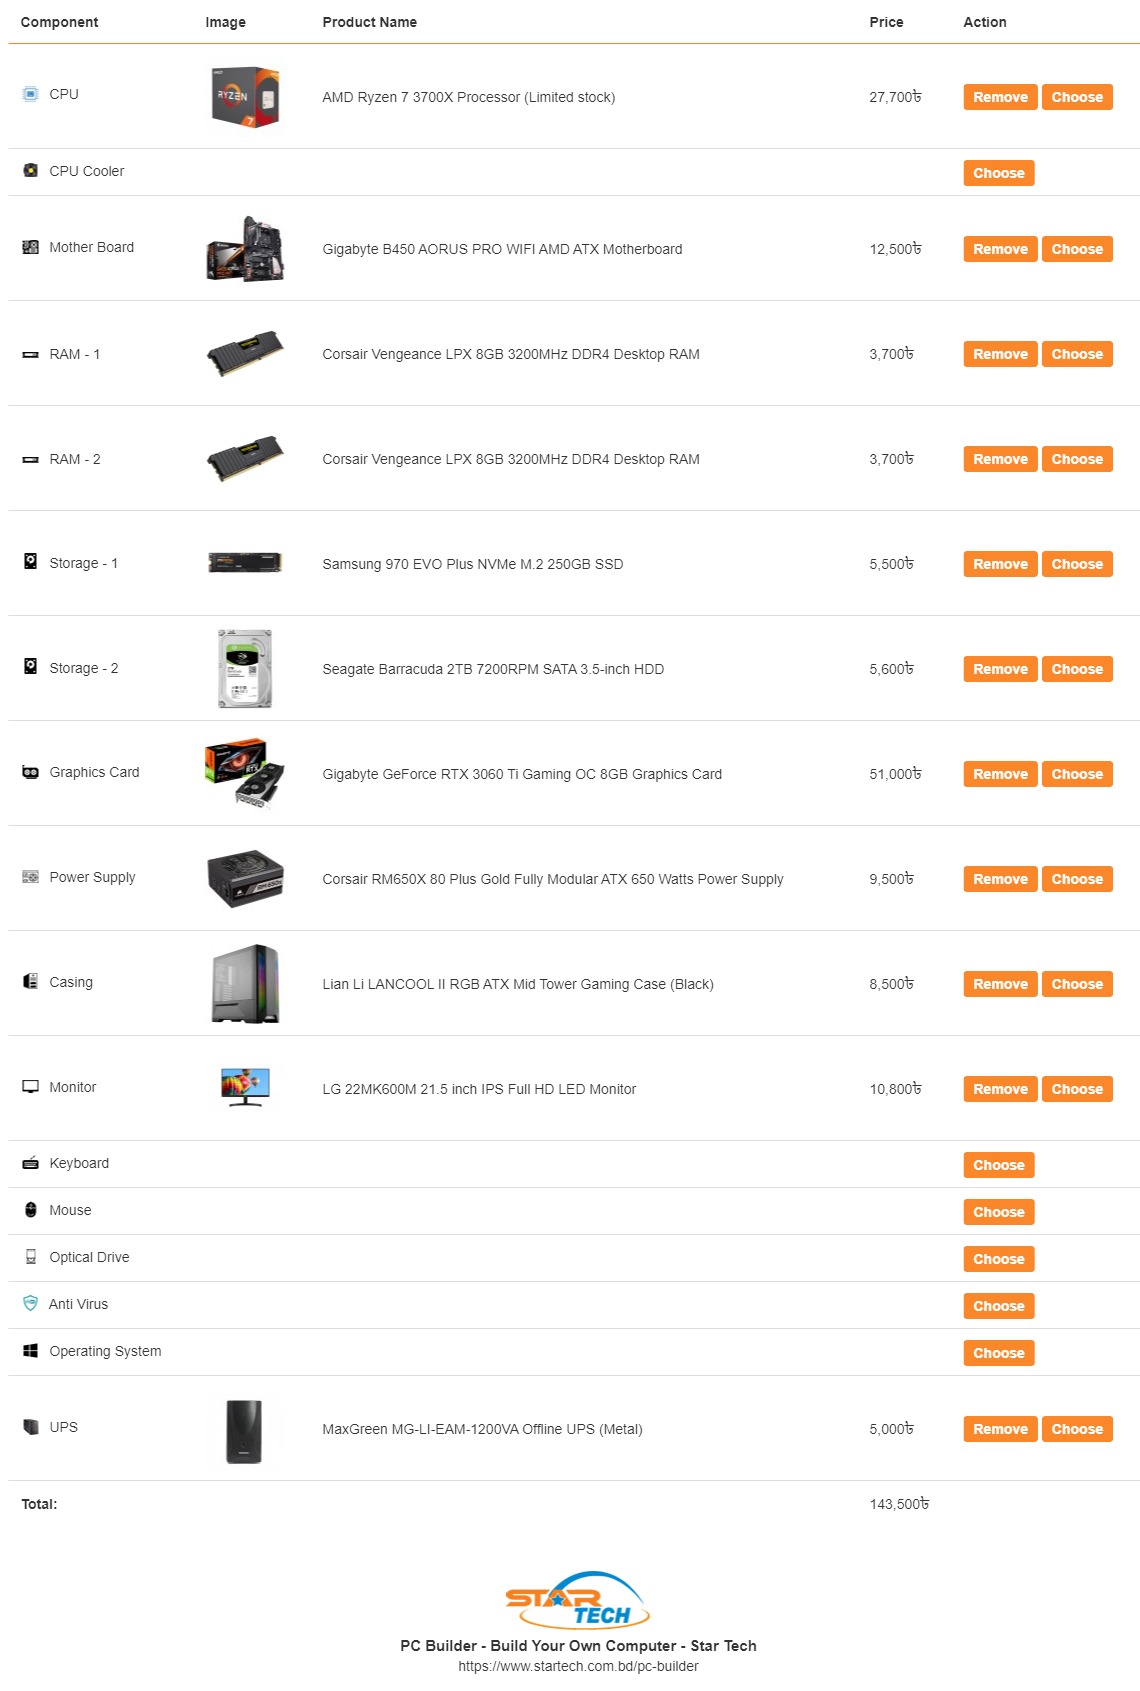 Component Image Product Name Price Action
CPU AMD Ryzen 7 3700X Processor (Limited stock) 27,700৳ Remove Choose
CPU Cooler Choose
Mother Board Gigabyte B450 AORUS PRO WIFI AMD ATX Motherboard 12,500৳ Remove Choose
RAM - 1 Corsair Vengeance LPX 8GB 3200MHz DDR4 Desktop RAM 3,700৳ Remove Choose
RAM - 2 Corsair Vengeance LPX 8GB 3200MHz DDR4 Desktop RAM 3,700৳ Remove Choose
Storage - 1 Samsung 970 EVO Plus NVMe M.2 250GB SSD 5,500৳ Remove Choose
Storage - 2 Seagate Barracuda 2TB 7200RPM SATA 3.5-inch HDD 5,600৳ Remove Choose
Graphics Card Gigabyte GeForce RTX 3060 Ti Gaming OC 8GB Graphics Card 51,000৳ Remove Choose
Power Supply Corsair RM650X 80 Plus Gold Fully Modular ATX 650 Watts Power Supply 9,500৳ Remove Choose
Casing Lian Li LANCOOL II RGB ATX Mid Tower Gaming Case (Black) 8,500৳ Remove Choose
Monitor LG 22MK600M 21.5 inch IPS Full HD LED Monitor 10,800৳ Remove Choose
Keyboard Choose
Mouse Choose
Optical Drive Choose
Anti Virus Choose
Operating System Choose
UPS MaxGreen MG-LI-EAM-1200VA Offline UPS (Metal) 5,000৳ Remove Choose
Total: 143,500৳
STAR
TECH
PC Builder - Build Your Own Computer - Star Tech
https://www.startech.com.bd/pc-builder